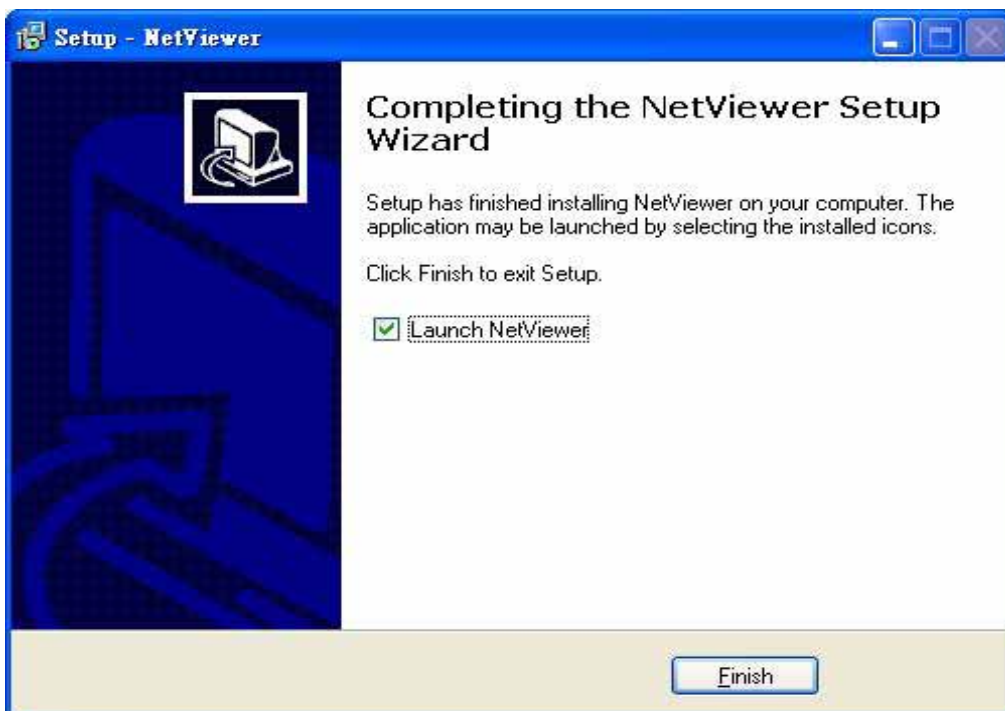 Setup - NetViewer
Completing the NetViewer Setup
Wizard
Setup has finished installing NetViewer on your computer. The
application may be launched by selecting the installed icons.
Click Finish to exit Setup.
Launch NetViewer
Finish